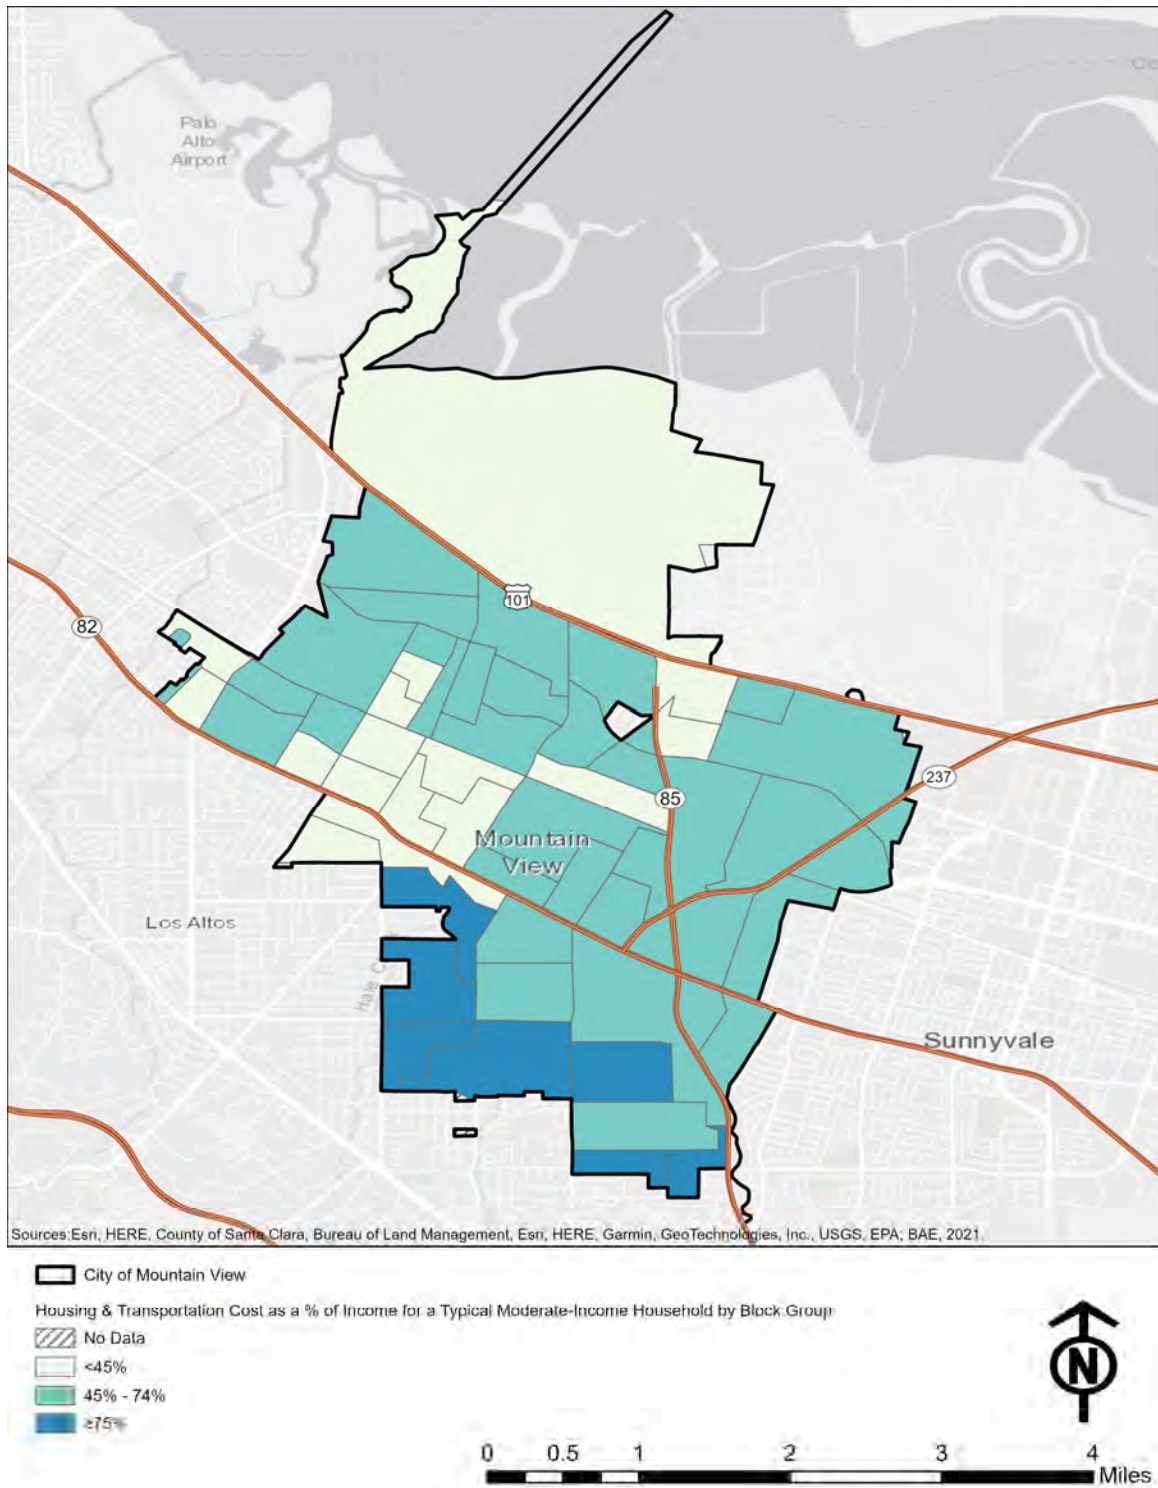 Co
Palo
Alto
Airport
101
82
237
85
Mountain
View
Los Altos
Hale C
Sunnyvale
Sources:Esri, HERE, County of Santa Clara, Bureau of Land Management, Esri, HERE, Garmin, GeoTechnologies, Inc., USGS, EPA; BAE, 2021.
City of Mountain View
Housing & Transportation Cost as a % of Income for a Typical Moderate-Income Household by Block Group
No Data
<45%
45% - 74%
≥75%
N
0 0.5 1 2 3 4
Miles